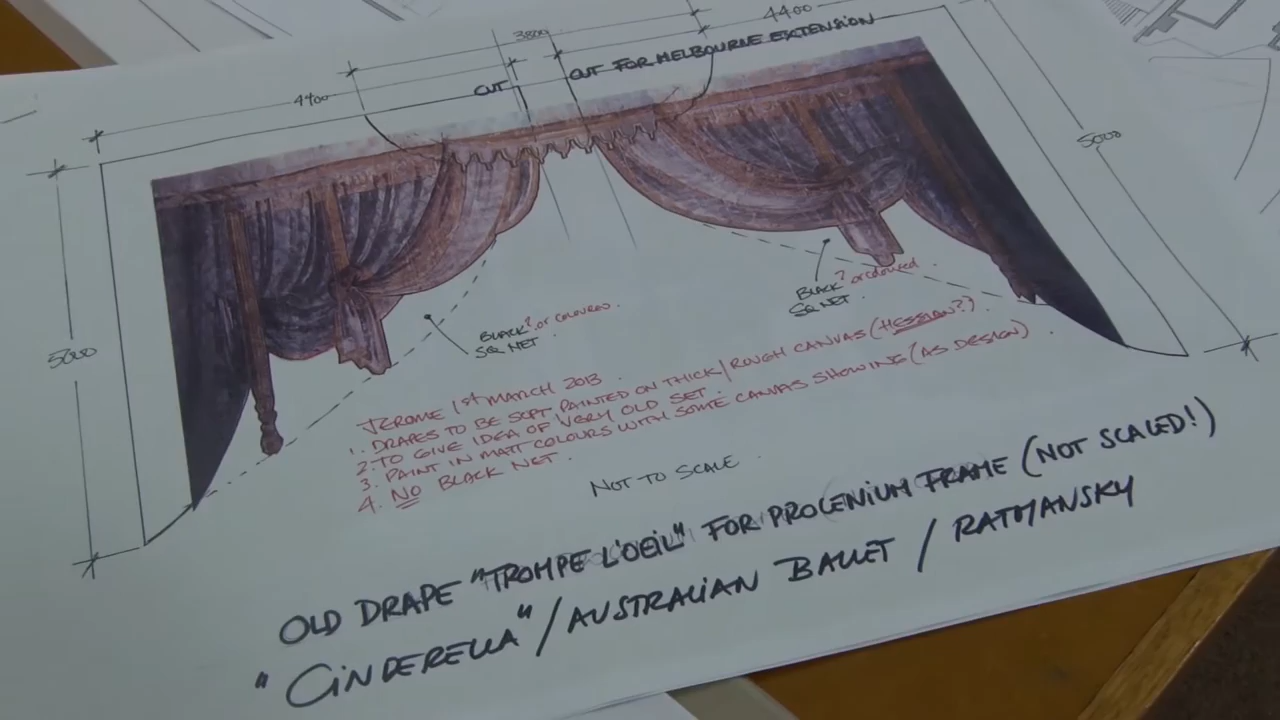 4400
3800
4400
CUT
CUT FOR MELBOURNE EXTENSION
5000
5000
BLACK? or coloured.
SQ NET.
BLACK? or coloured
SQ NET.
JEROME 1st MARCH 2013.
1. DRAPES TO BE SOFT PAINTED ON THICK/ROUGH CANVAS (HESSIAN??)
2. TO GIVE IDEA OF VERY OLD SET.
3. PAINT IN MATT COLOURS WITH SOME CANVAS SHOWING (AS DESIGN)
4. NO BLACK NET.
NOT TO SCALE.
OLD DRAPE "TROMPE L'OEIL" FOR PROCENIUM FRAME (NOT SCALED!)
"CINDERELLA" / AUSTRALIAN BALLET / RATMANSKY